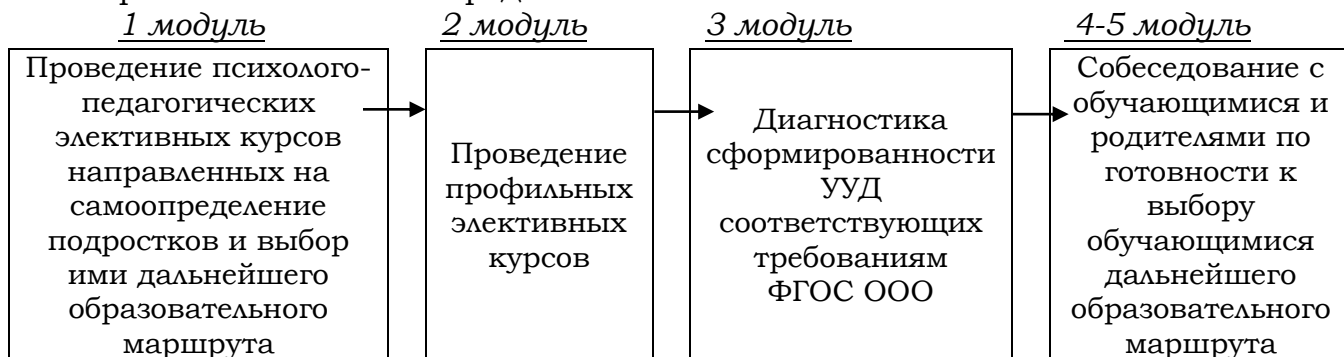 1 модуль
2 модуль
3 модуль
4-5 модуль
Проведение психолого-
педагогических
элективных курсов
направленных на
самоопределение
подростков и выбор
ими дальнейшего
образовательного
маршрута
Проведение
профильных
элективных
курсов
Диагностика
сформированности
УУД
соответствующих
требованиям
ФГОС ООО
Собеседование с
обучающимися и
родителями по
готовности к
выбору
обучающимися
дальнейшего
образовательного
маршрута